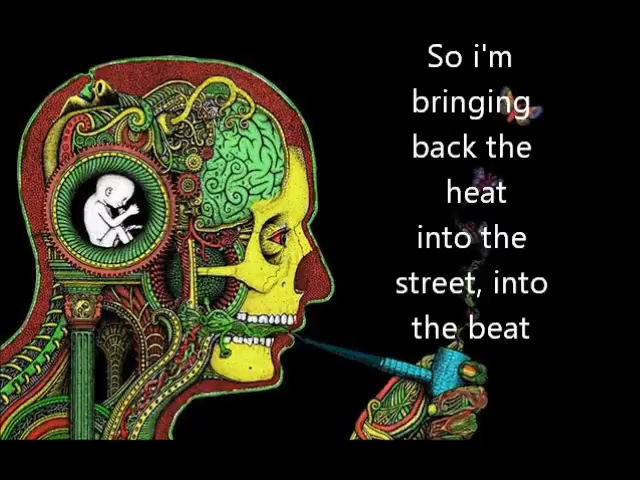 So i'm
bringing
back the
heat
into the
street, into
the beat